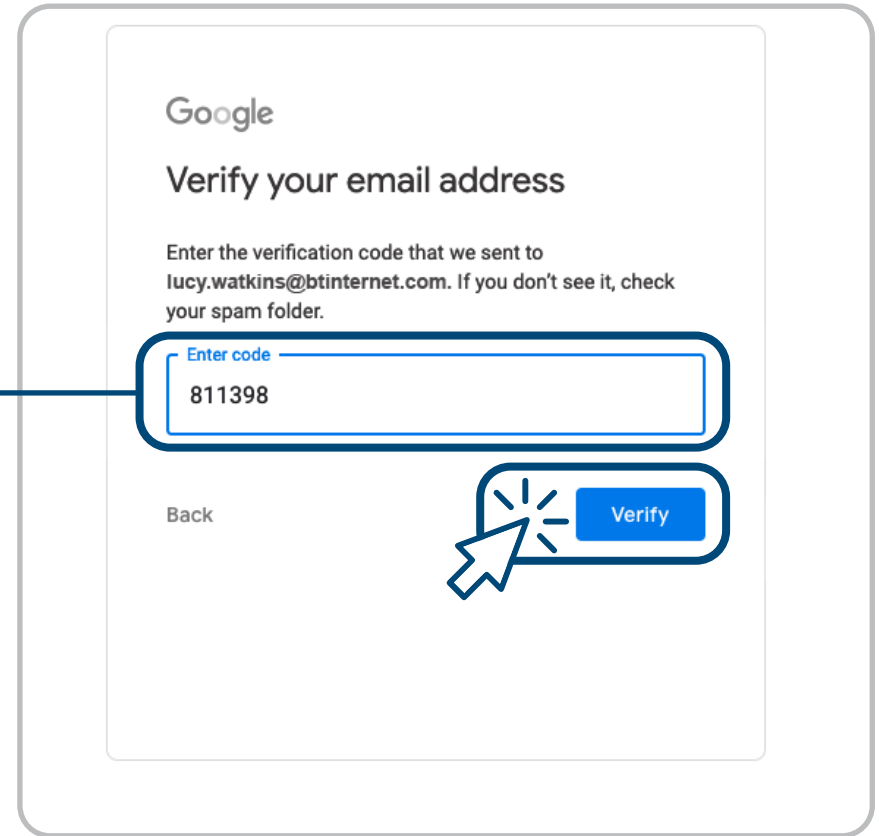 Google
Verify your email address
Enter the verification code that we sent to
lucy.watkins@btinternet.com. If you don’t see it, check
your spam folder.
Enter code
811398
Back
Verify